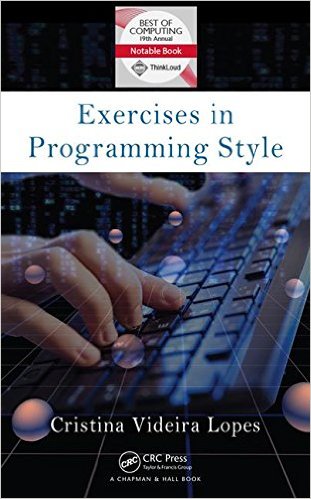 BEST OF
COMPUTING
19th Annual
Notable Book
ThinkLoud
Exercises in
Programming Style
Cristina Videira Lopes
CRC
CRC Press
Taylor & Francis Group
A CHAPMAN & HALL BOOK